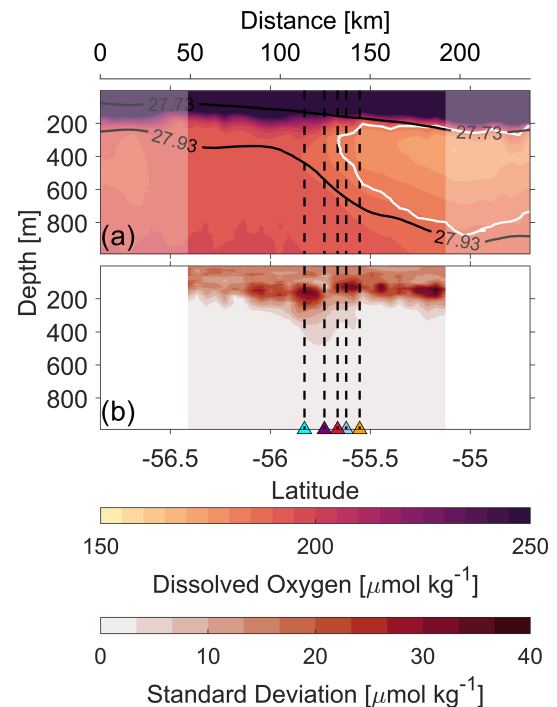 Distance [km]
0 50 100 150 200
27.73 27.73
200
27.93
400
600
800
27.93
(a)
Depth [m]
200
400
600
800
(b)
-56.5 -56 -55.5 -55
Latitude
150 200 250
Dissolved Oxygen [μmol kg⁻¹]
0 10 20 30 40
Standard Deviation [μmol kg⁻¹]